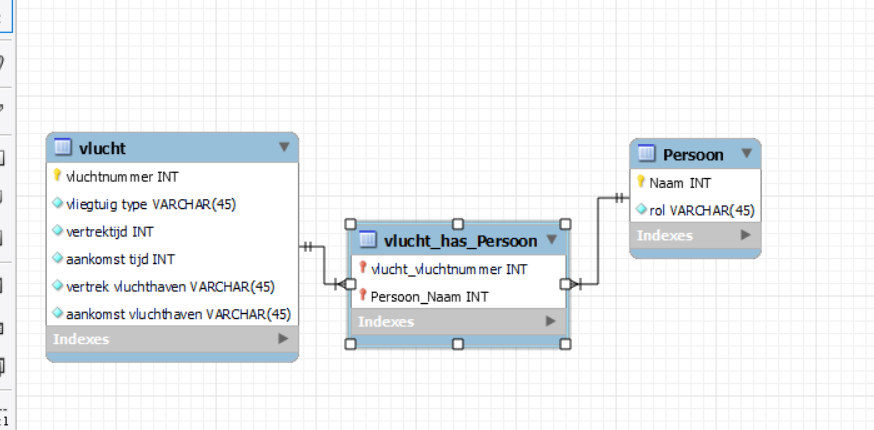 vlucht
vluchtnummer INT
vliegtuig type VARCHAR(45)
vertrektijd INT
aankomst tijd INT
vertrek vluchthaven VARCHAR(45)
aankomst vluchthaven VARCHAR(45)
Indexes
vlucht_has_Persoon
vlucht_vluchtnummer INT
Persoon_Naam INT
Indexes
Persoon
Naam INT
rol VARCHAR(45)
Indexes
:1